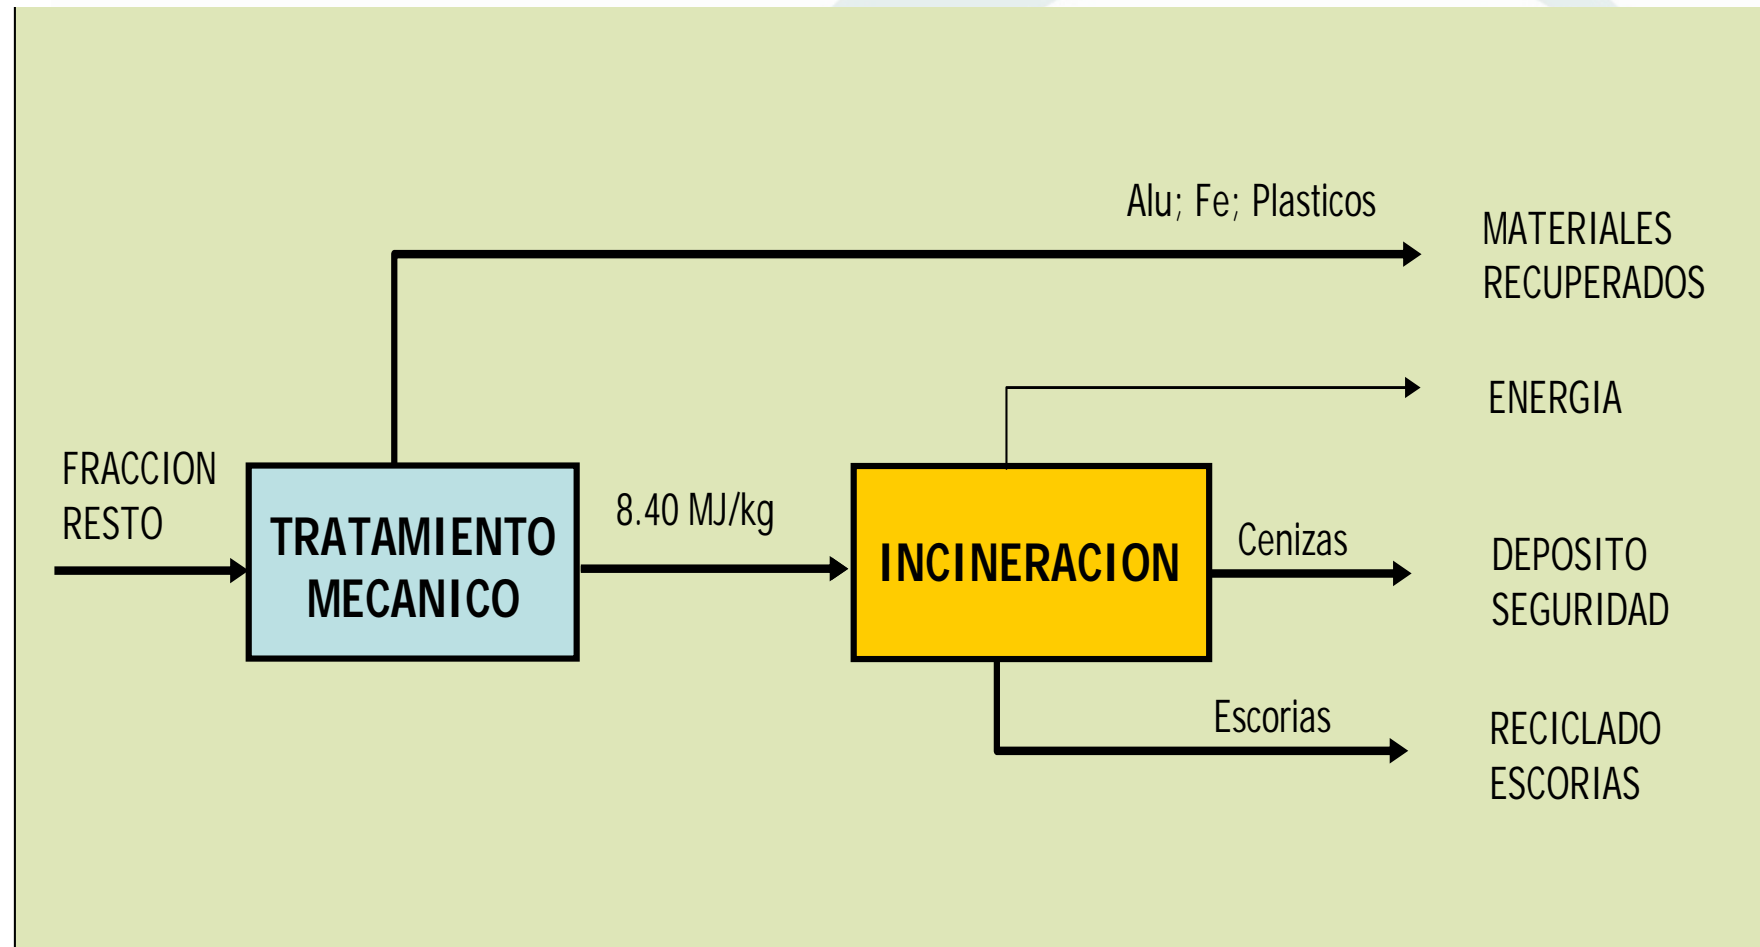 Alu; Fe; Plasticos
MATERIALES
RECUPERADOS
ENERGIA
FRACCION
RESTO
TRATAMIENTO
MECANICO
8.40 MJ/kg
INCINERACION
Cenizas
DEPOSITO
SEGURIDAD
Escorias
RECICLADO
ESCORIAS